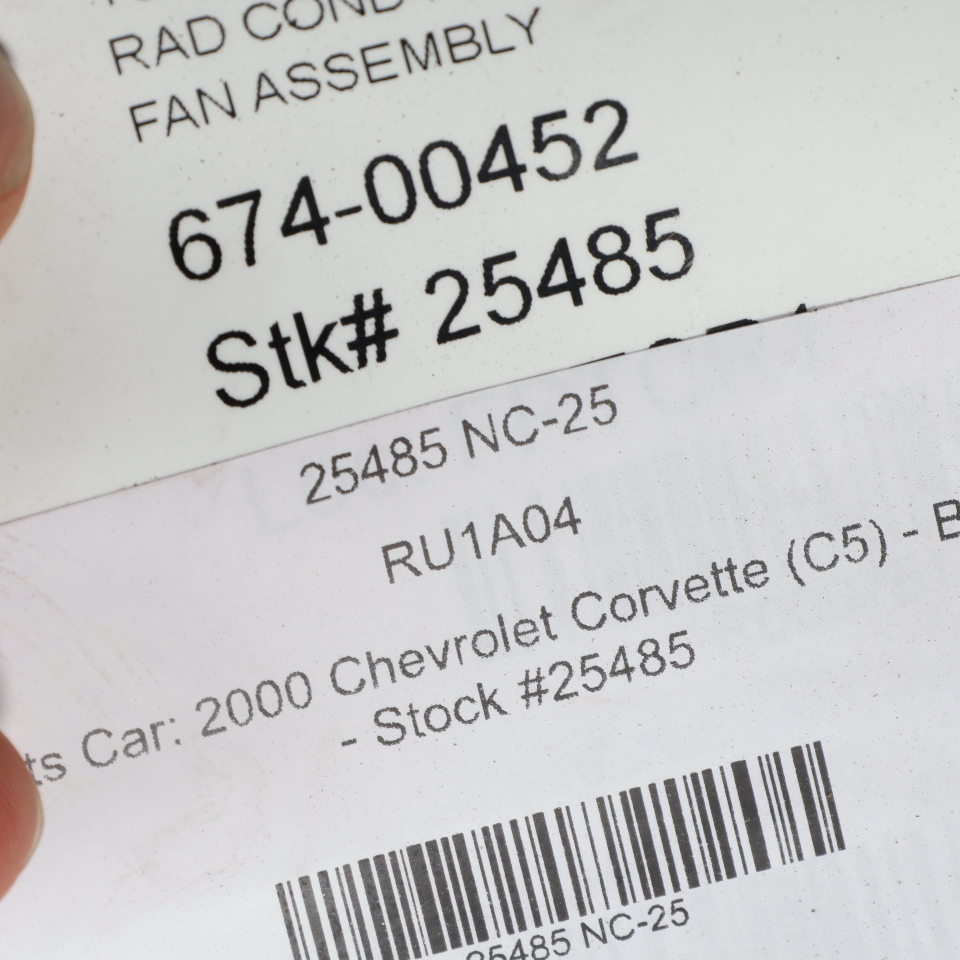 RAD COND
FAN ASSEMBLY
674-00452
Stk# 25485
25485 NC-25
RU1A04
ts Car: 2000 Chevrolet Corvette (C5) - B
- Stock #25485
25485 NC-25